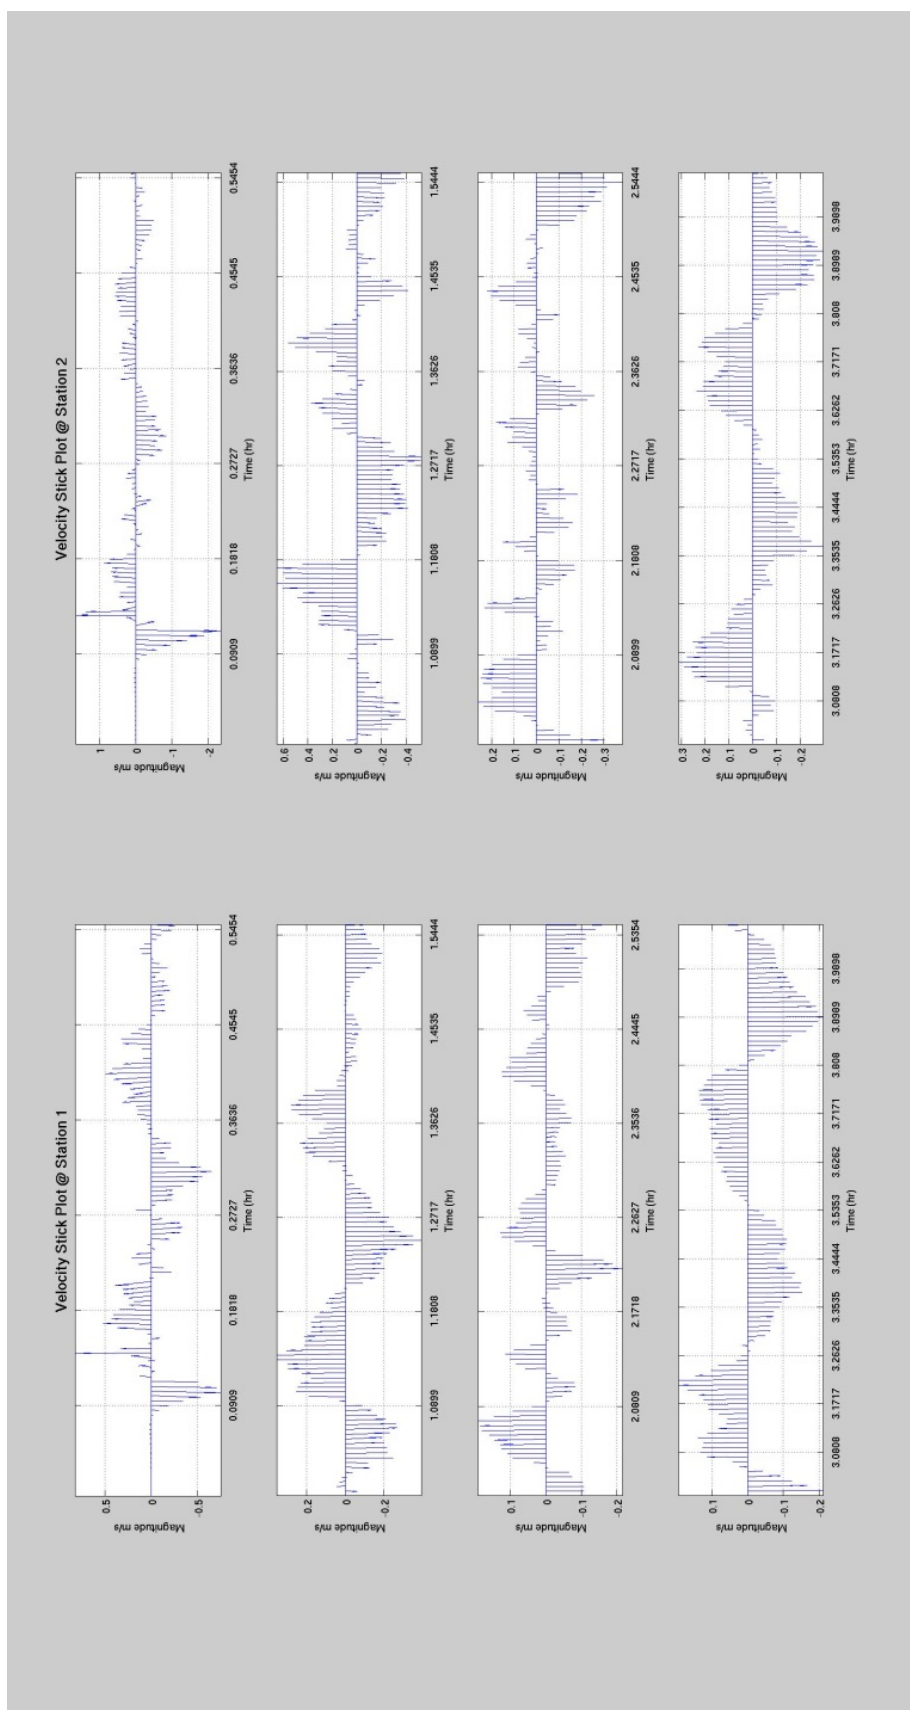 Velocity Stick Plot @ Station 1
Magnitude m/s
0.5
0
-0.5
0.0909 0.1818 0.2727 0.3636 0.4545 0.5454
Time (hr)
Magnitude m/s
0.2
0
-0.2
1.0899 1.1808 1.2717 1.3626 1.4535 1.5444
Time (hr)
Magnitude m/s
0.1
0
-0.1
-0.2
2.0809 2.1718 2.2627 2.3536 2.4445 2.5354
Time (hr)
Magnitude m/s
0.1
0
-0.1
-0.2
3.0808 3.1717 3.2626 3.3535 3.4444 3.5353 3.6262 3.7171 3.808 3.8989 3.9898
Time (hr)
Velocity Stick Plot @ Station 2
Magnitude m/s
1
0
-1
-2
0.0909 0.1818 0.2727 0.3636 0.4545 0.5454
Time (hr)
Magnitude m/s
0.6
0.4
0.2
0
-0.2
-0.4
1.0899 1.1808 1.2717 1.3626 1.4535 1.5444
Time (hr)
Magnitude m/s
0.2
0.1
0
-0.1
-0.2
-0.3
2.0899 2.1808 2.2717 2.3626 2.4535 2.5444
Time (hr)
Magnitude m/s
0.3
0.2
0.1
0
-0.1
-0.2
3.0808 3.1717 3.2626 3.3535 3.4444 3.5353 3.6262 3.7171 3.808 3.8989 3.9898
Time (hr)